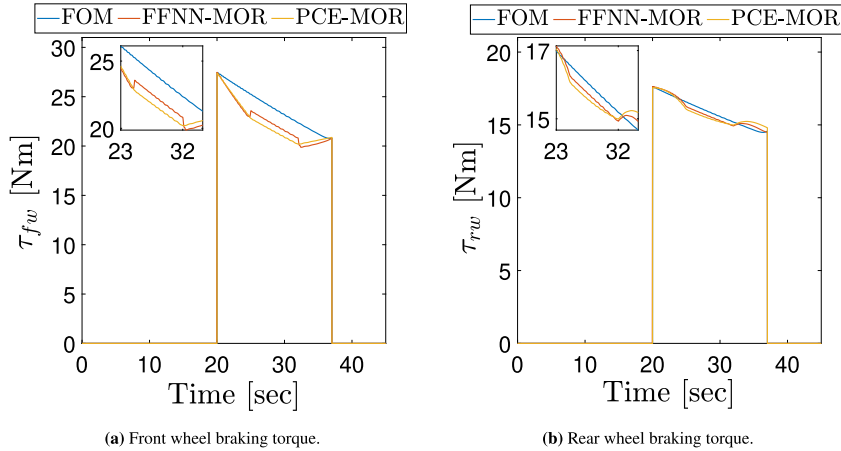 FOM FFNN-MOR PCE-MOR
30
25
20
15
10
5
0
τfw [Nm]
25
20
23 32
0 10 20 30 40
Time [sec]
(a) Front wheel braking torque.
FOM FFNN-MOR PCE-MOR
20
15
10
5
0
τrw [Nm]
17
15
23 32
0 10 20 30 40
Time [sec]
(b) Rear wheel braking torque.